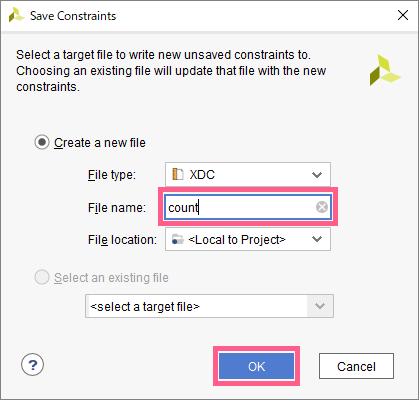 Save Constraints
Select a target file to write new unsaved constraints to.
Choosing an existing file will update that file with the new
constraints.
Create a new file
File type: XDC
File name: count
File location: <Local to Project>
Select an existing file
<select a target file>
? OK Cancel